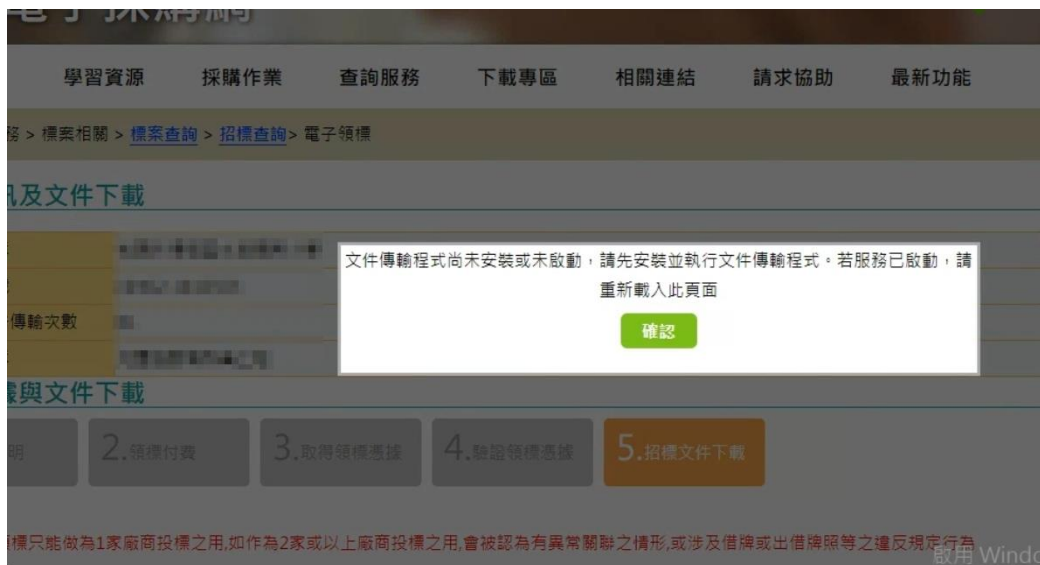 學習資源 採購作業 查詢服務 下載專區 相關連結 請求協助 最新功能
務 > 標案相關 > 標案查詢 > 招標查詢> 電子領標
訊及文件下載
文件傳輸程式尚未安裝或未啟動，請先安裝並執行文件傳輸程式。若服務已啟動，請
重新載入此頁面
傳輸次數
確認
據與文件下載
明 2.領標付費 3.取得領標憑據 4.驗證領標憑據 5.招標文件下載
領標只能做為1家廠商投標之用,如作為2家或以上廠商投標之用,會被認為有異常關聯之情形,或涉及借牌或出借牌照等之違反規定行為
啟用 Windo